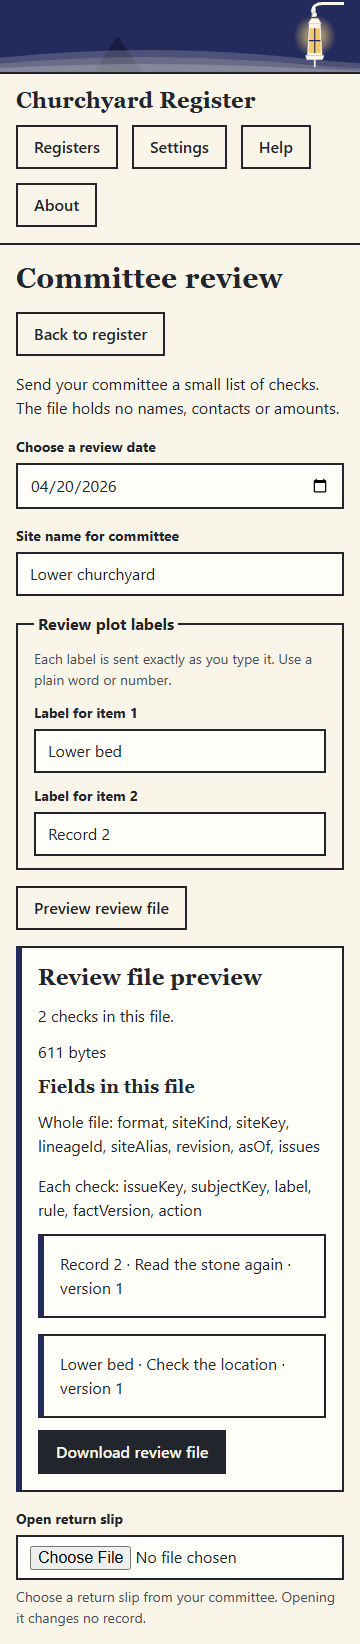 Churchyard Register
Registers
Settings
Help
About
Committee review
Back to register
Send your committee a small list of checks.
The file holds no names, contacts or amounts.
Choose a review date
04/20/2026
Site name for committee
Lower churchyard
Review plot labels
Each label is sent exactly as you type it. Use a
plain word or number.
Label for item 1
Lower bed
Label for item 2
Record 2
Preview review file
Review file preview
2 checks in this file.
611 bytes
Fields in this file
Whole file: format, siteKind, siteKey,
lineageId, siteAlias, revision, asOf, issues
Each check: issueKey, subjectKey, label,
rule, factVersion, action
Record 2 · Read the stone again ·
version 1
Lower bed · Check the location ·
version 1
Download review file
Open return slip
Choose File No file chosen
Choose a return slip from your committee. Opening
it changes no record.